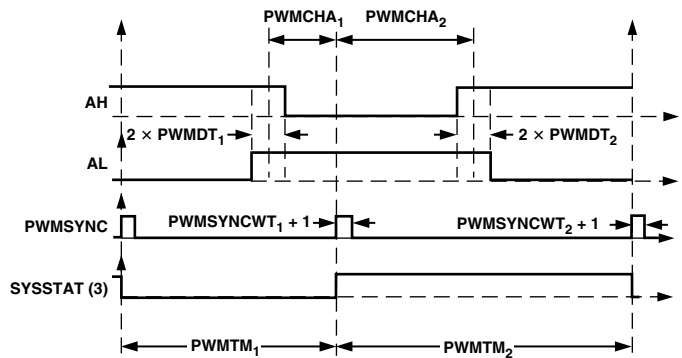 PWMCHA₁ PWMCHA₂
AH
2 × PWMDT₁ 2 × PWMDT₂
AL
PWMSYNC PWMSYNCWT₁ + 1 PWMSYNCWT₂ + 1
SYSSTAT (3)
PWMTM₁ PWMTM₂